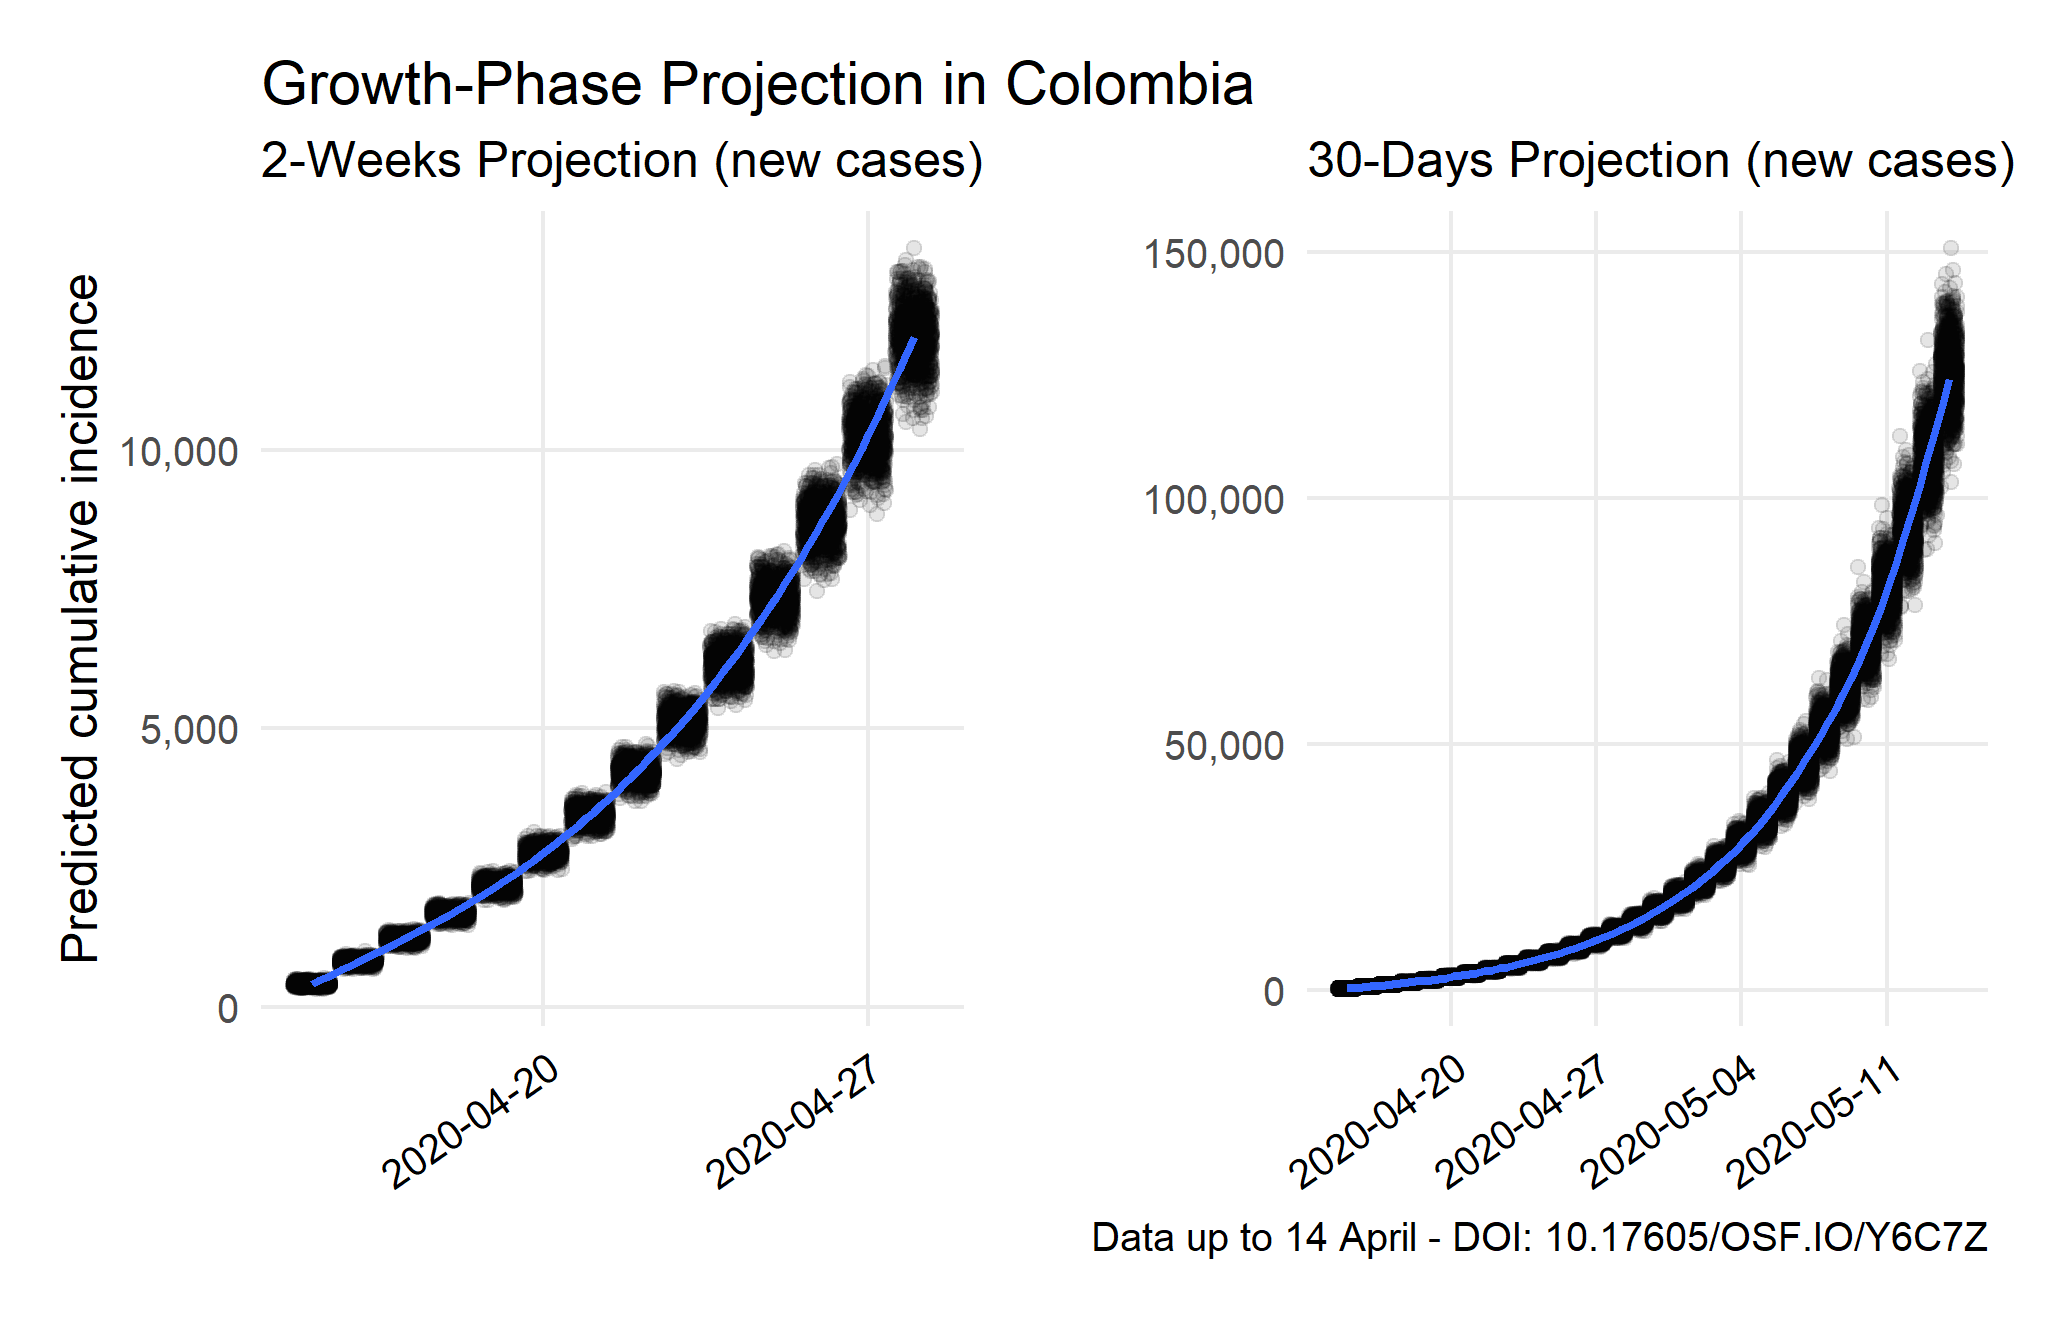 Growth-Phase Projection in Colombia
2-Weeks Projection (new cases)
30-Days Projection (new cases)
Predicted cumulative incidence
10,000
5,000
0
2020-04-20
2020-04-27
150,000
100,000
50,000
0
2020-04-20
2020-04-27
2020-05-04
2020-05-11
Data up to 14 April - DOI: 10.17605/OSF.IO/Y6C7Z